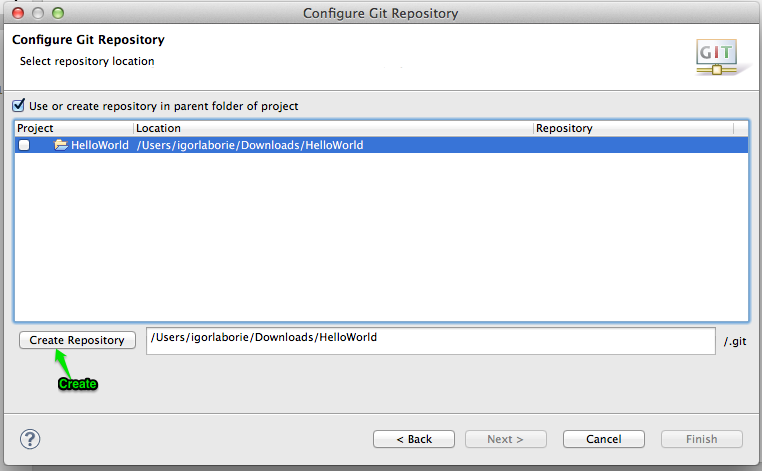 Configure Git Repository
Configure Git Repository
Select repository location
GIT
Use or create repository in parent folder of project
Project Location Repository
HelloWorld /Users/igorlaborie/Downloads/HelloWorld
Create Repository /Users/igorlaborie/Downloads/HelloWorld /.git
Create
? < Back Next > Cancel Finish